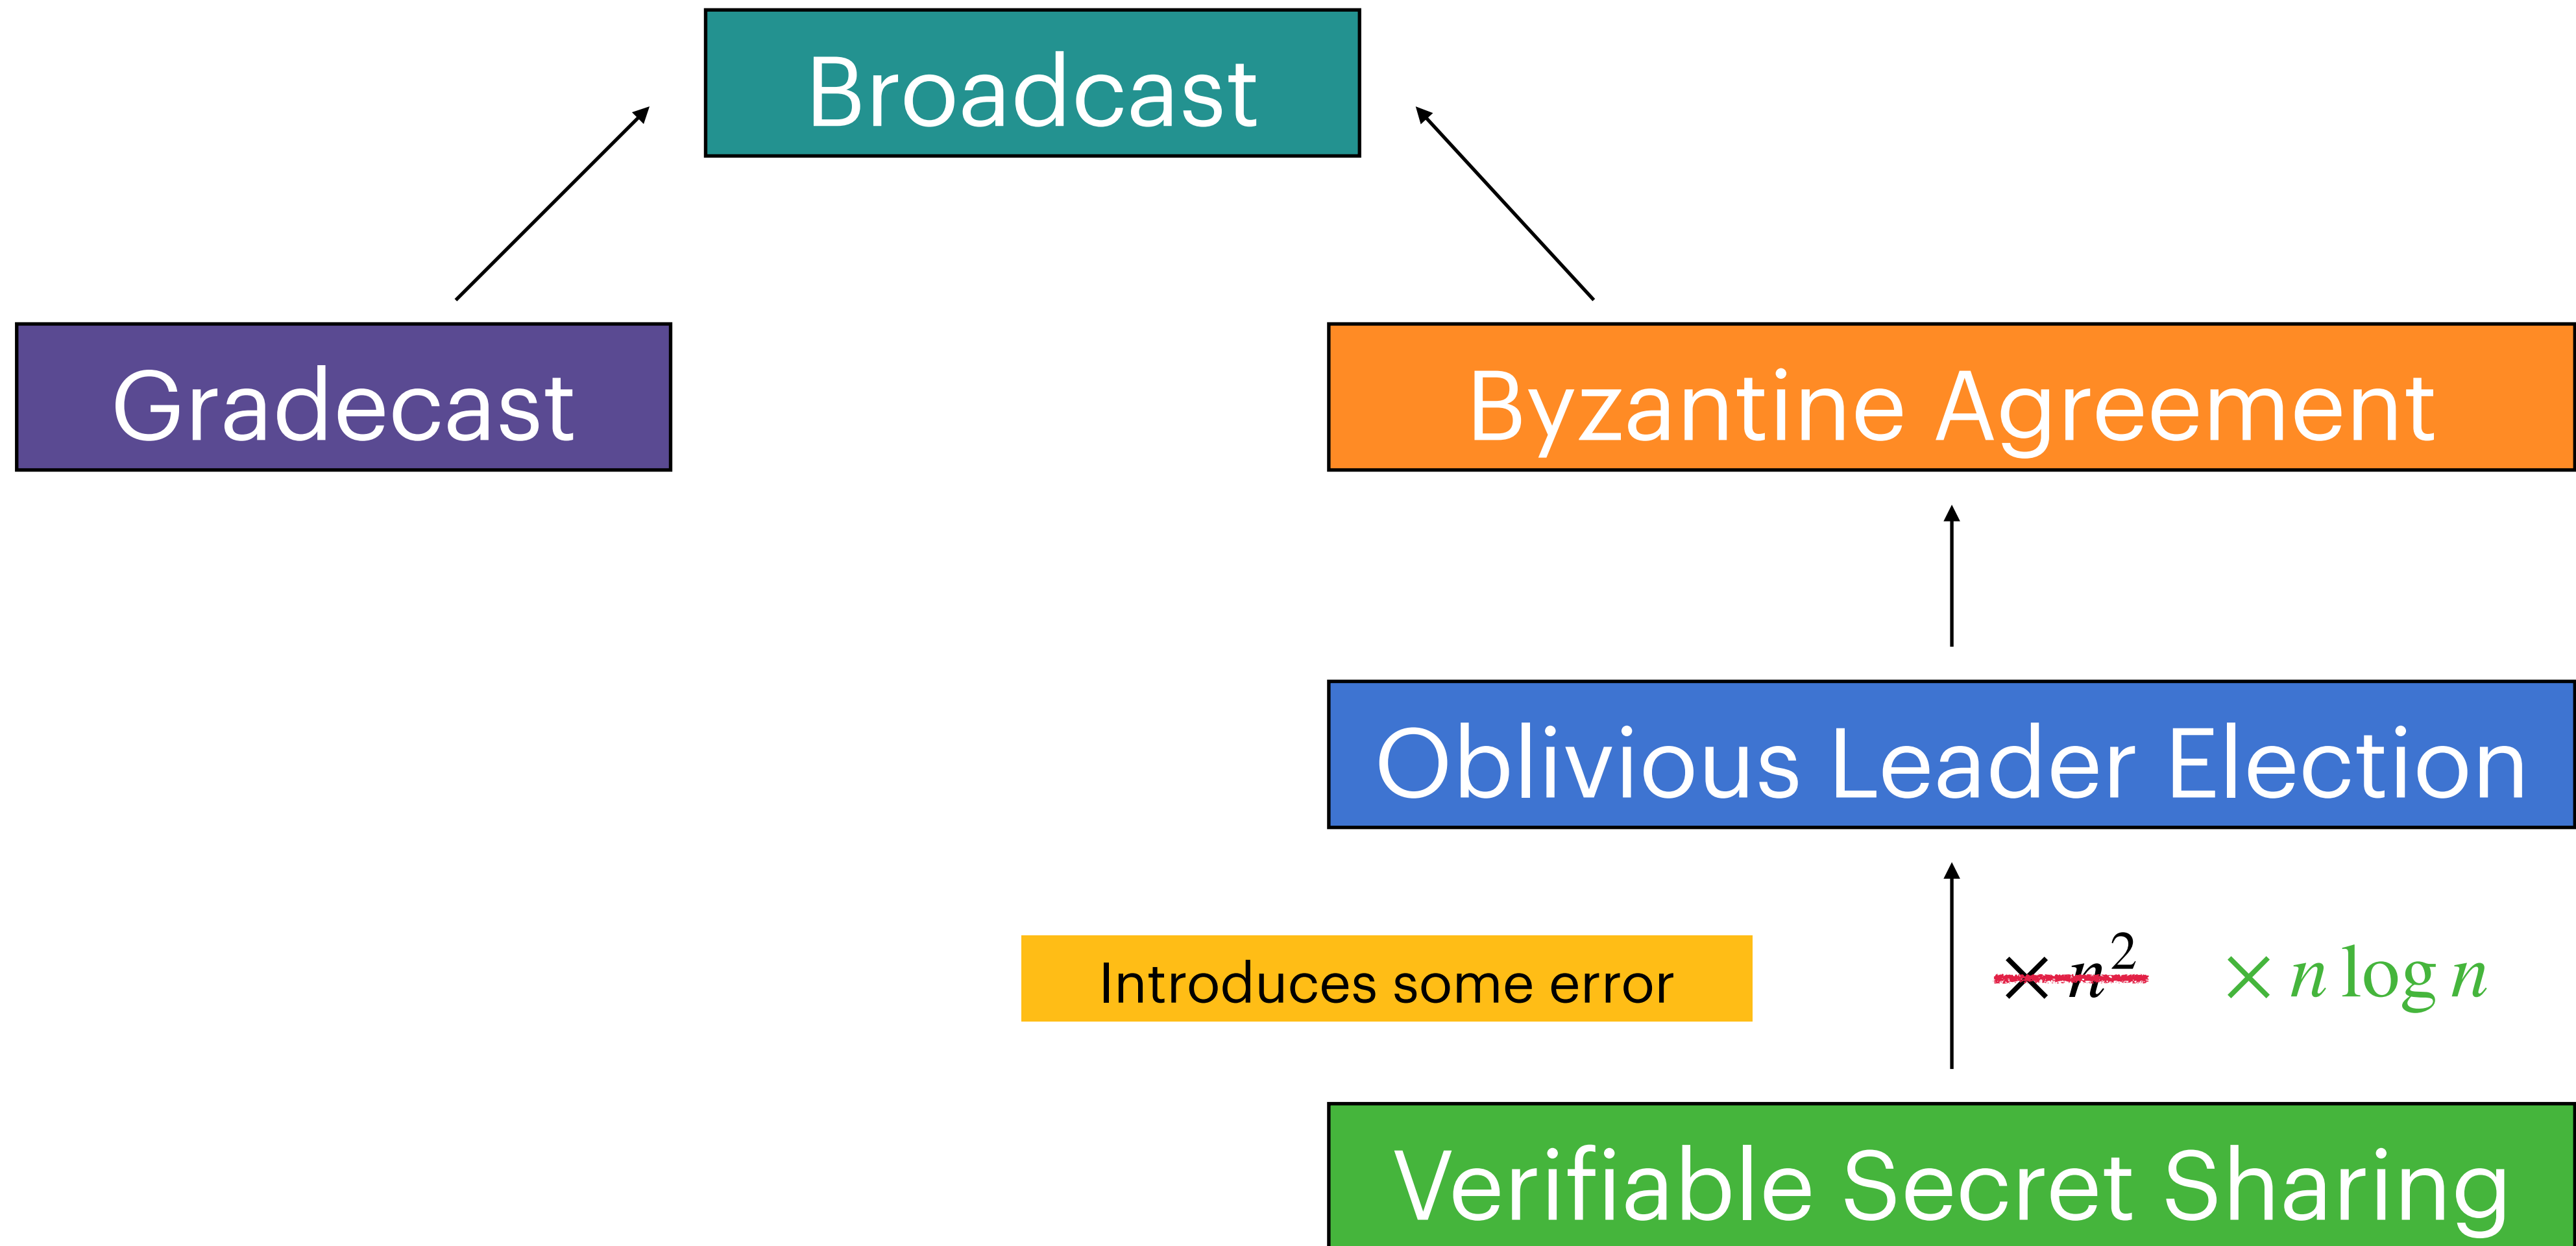 Broadcast
Gradecast
Byzantine Agreement
Oblivious Leader Election
Introduces some error
× n²
× n log n
Verifiable Secret Sharing